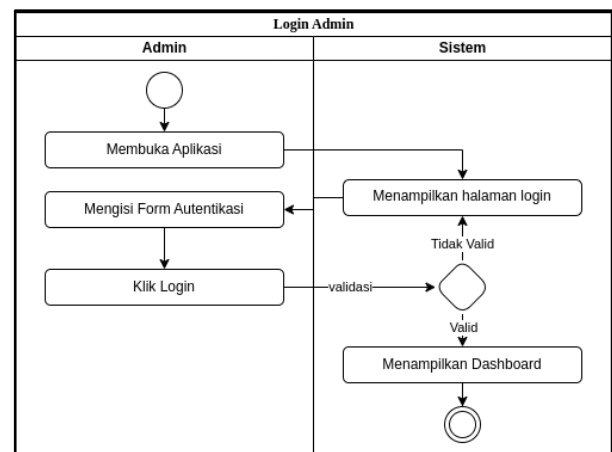 Login Admin
Admin
Sistem
Membuka Aplikasi
Menampilkan halaman login
Mengisi Form Autentikasi
Tidak Valid
Klik Login
validasi
Valid
Menampilkan Dashboard